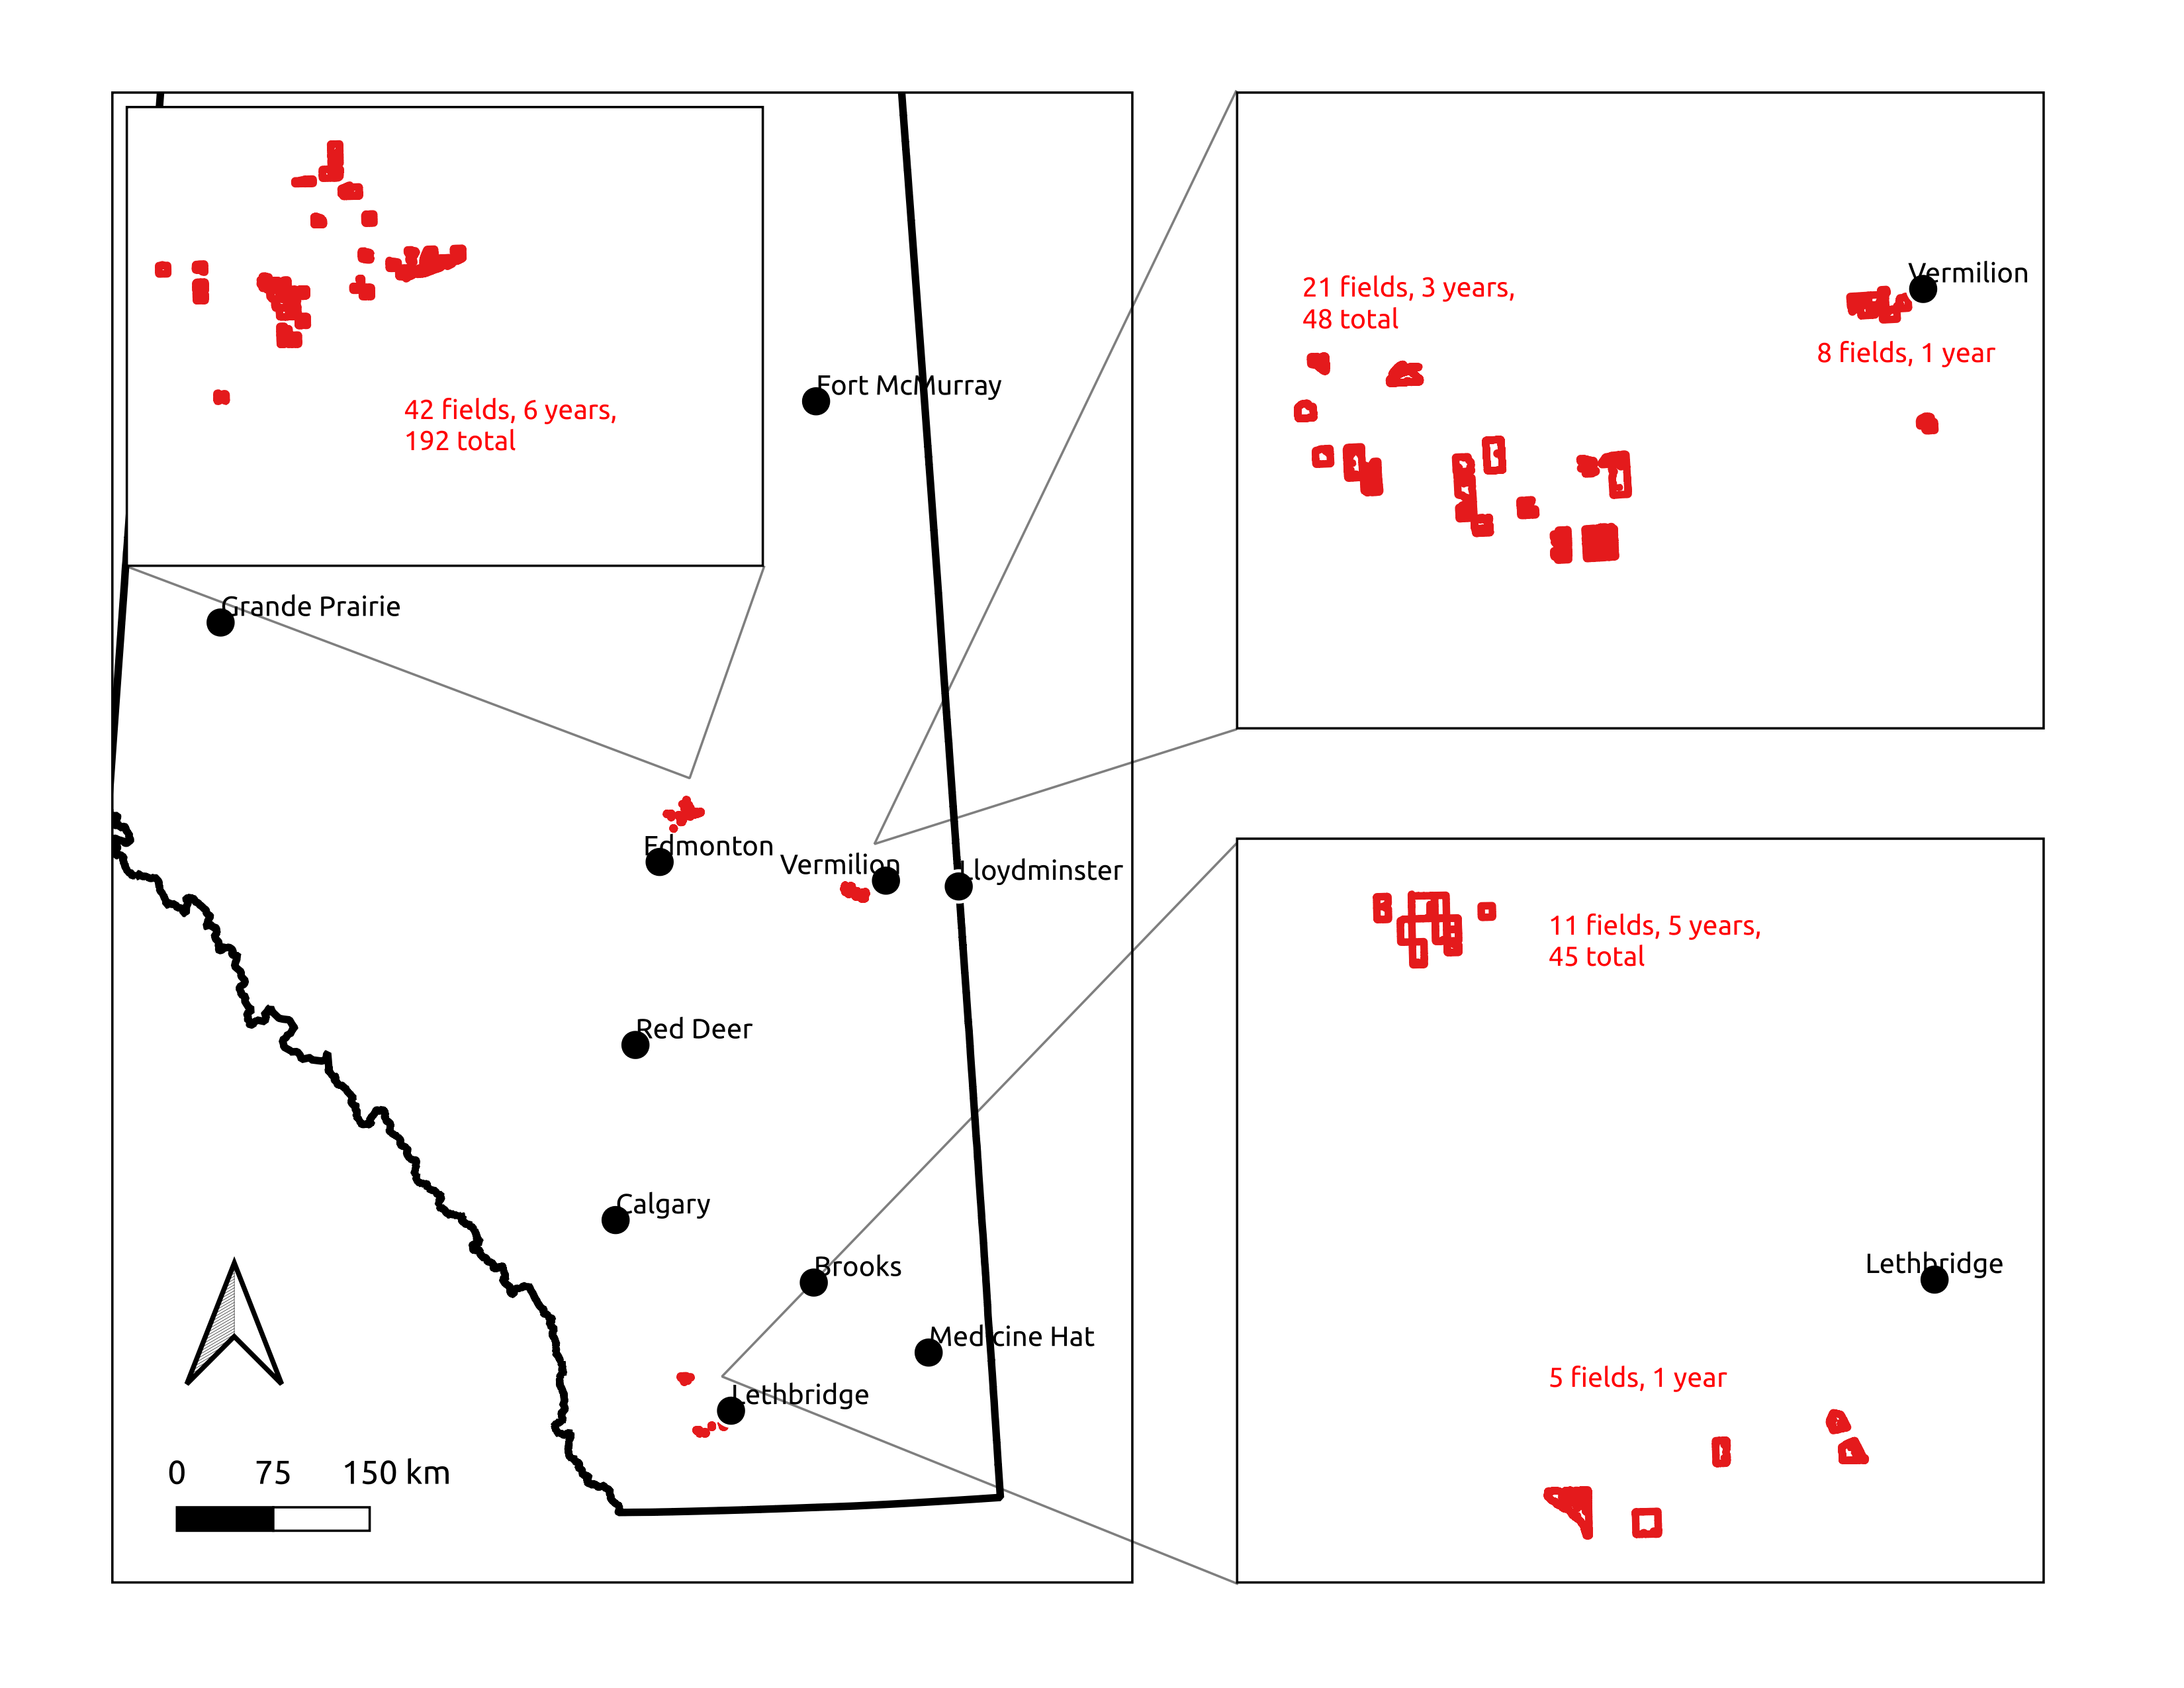 42 fields, 6 years,
192 total
Fort McMurray
Grande Prairie
Edmonton
Vermilion
Lloydminster
Red Deer
Calgary
Brooks
Medicine Hat
Lethbridge
0 75 150 km
Vermilion
21 fields, 3 years,
48 total
8 fields, 1 year
11 fields, 5 years,
45 total
Lethbridge
5 fields, 1 year